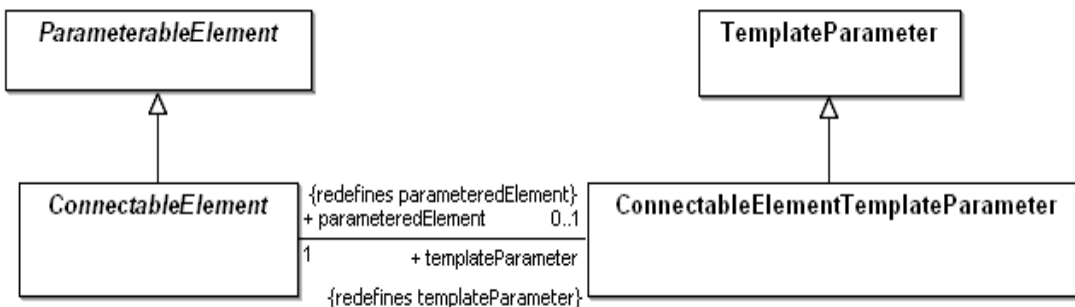 ParameterableElement
TemplateParameter
ConnectableElement
{redefines parameteredElement}
+ parameteredElement 0..1
1 + templateParameter
{redefines templateParameter}
ConnectableElementTemplateParameter